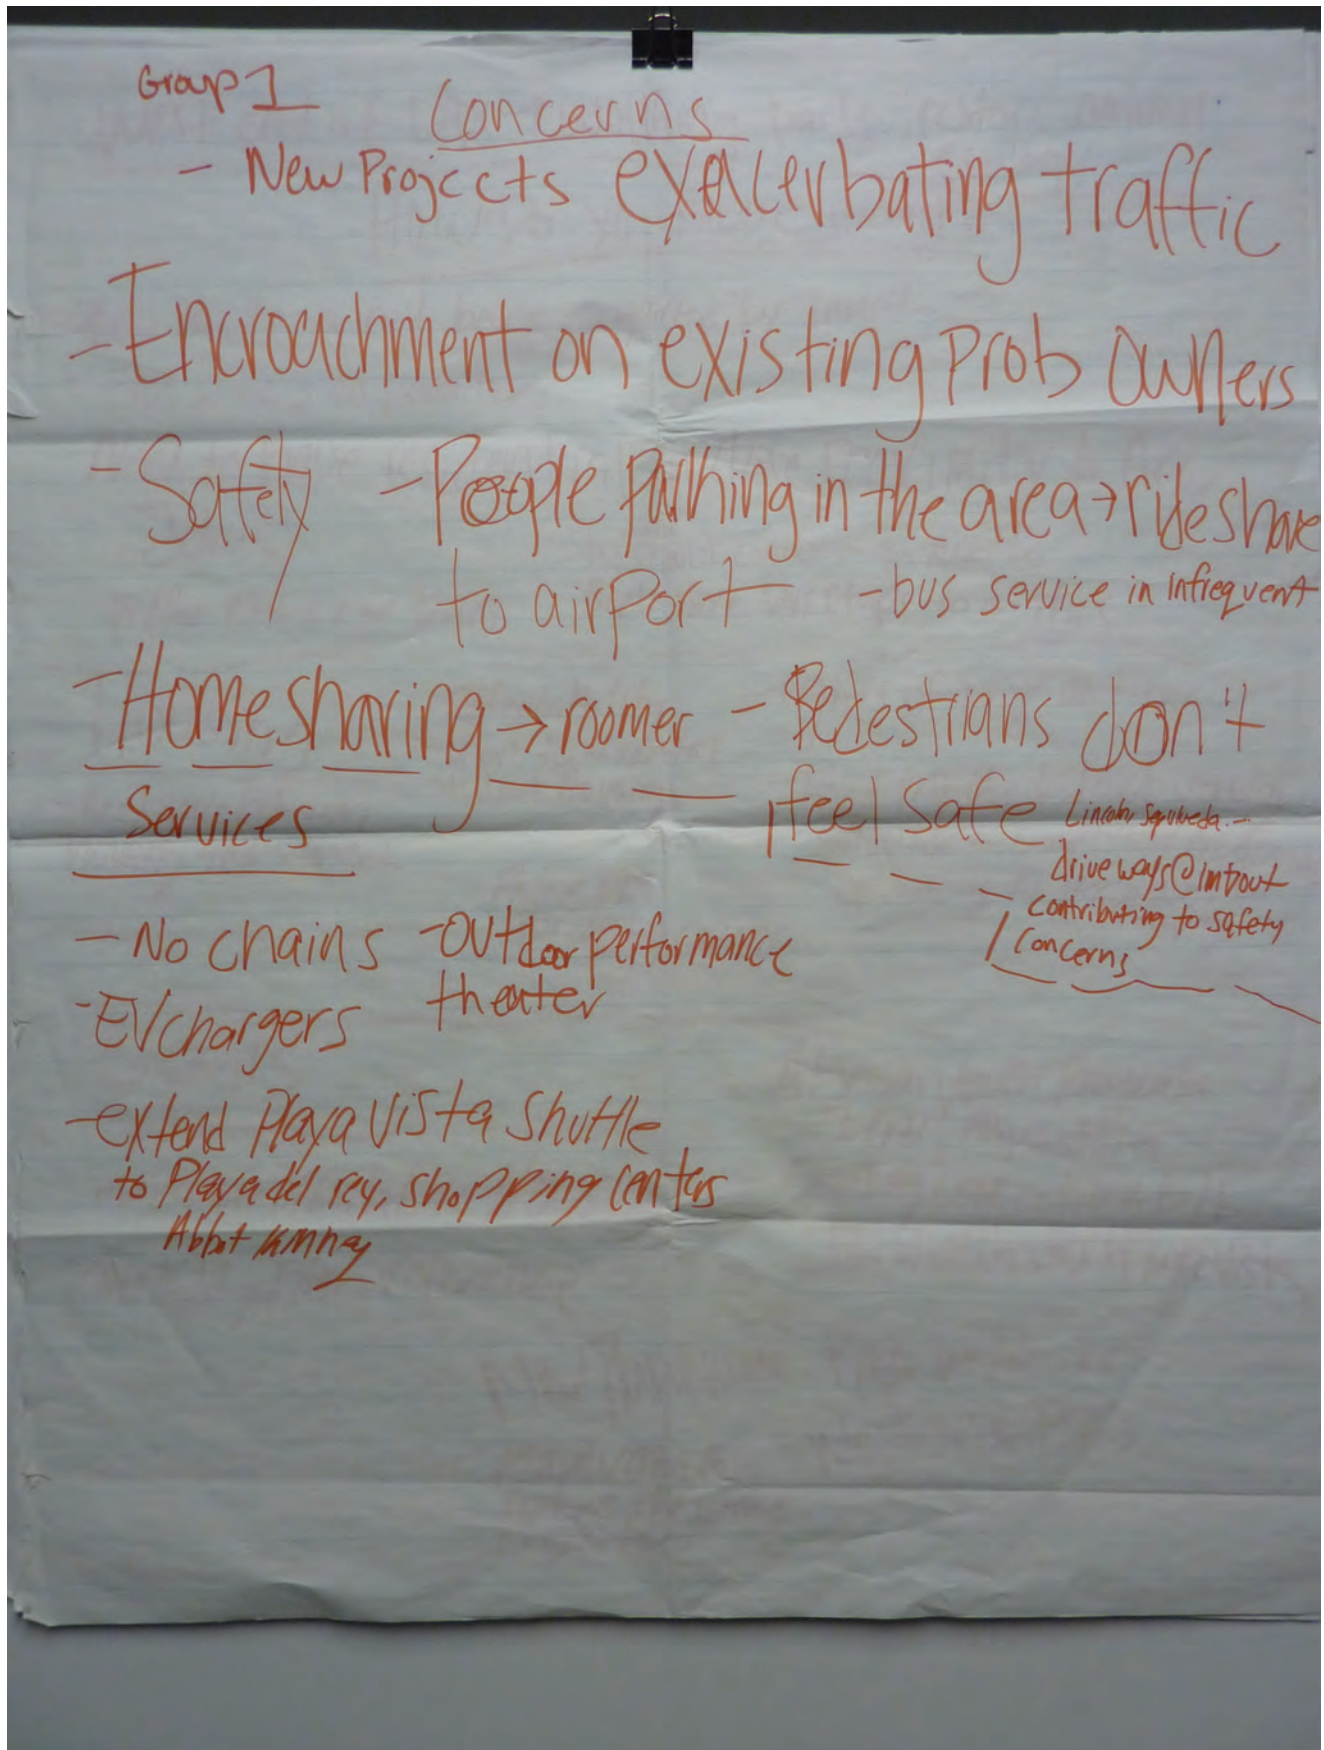 Group 1
Concerns
- New Projects exacerbating traffic
- Encroachment on existing prob owners
- Safety - People parking in the area → rideshare
to airport - bus service in infrequent
- Homesharing → roomer - Pedestrians don't
feel safe Lincoln, Sepulveda -
driveways@
contributing to safety
concerns
Services
- No chains - outdoor performance
theater
- EV chargers
- extend Playa Vista Shuttle
to Playa del rey, shopping centers
Abbot Kinney